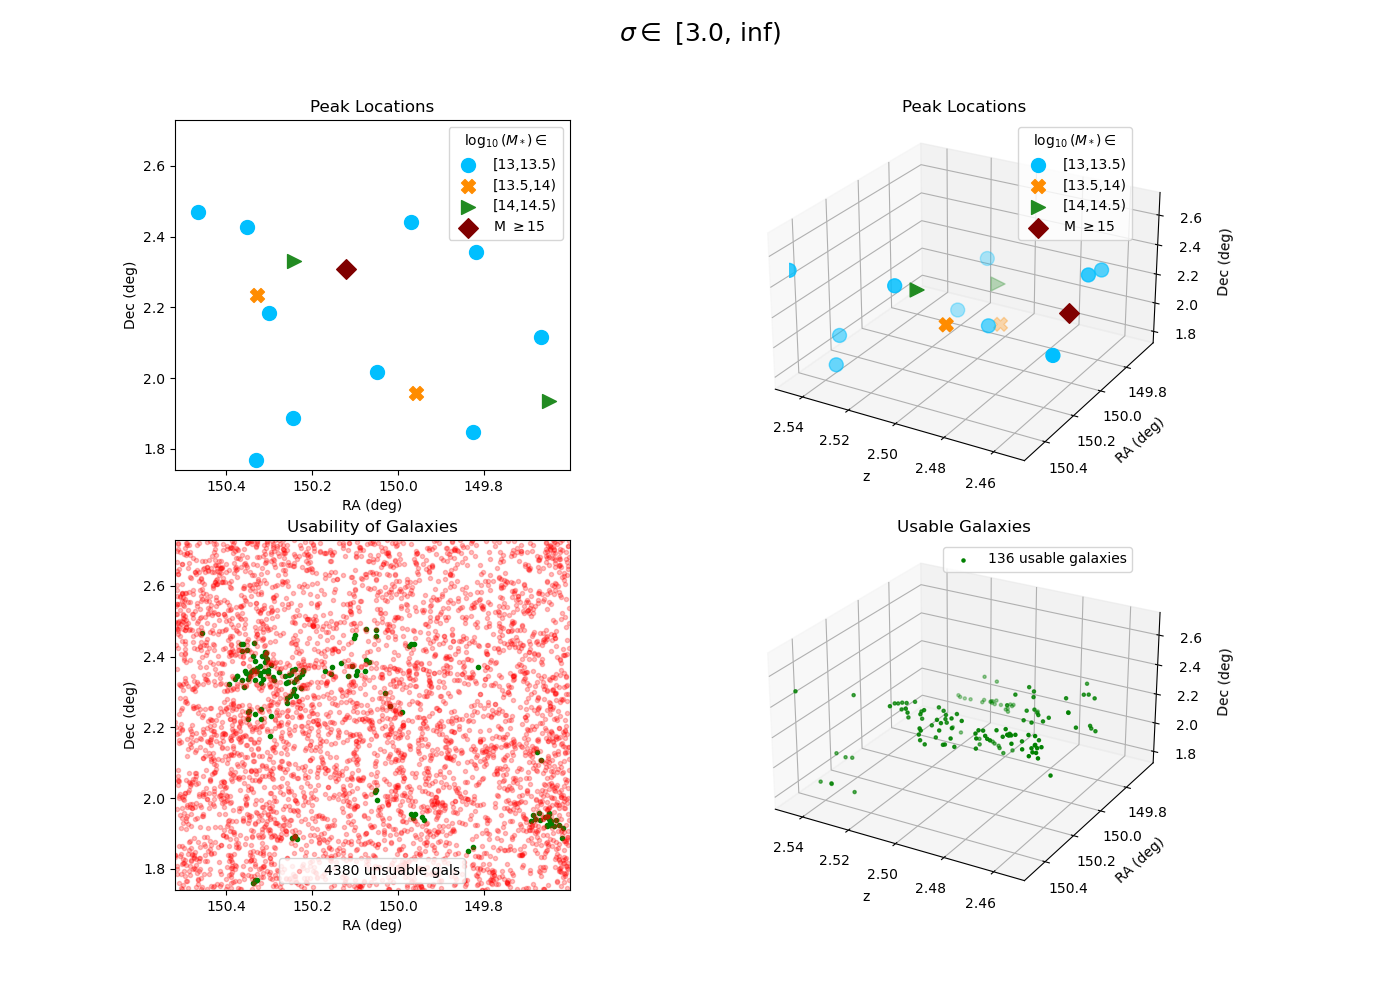 σ ∈ [3.0, inf)
Peak Locations
log₁₀(M*) ∈
[13,13.5)
[13.5,14)
[14,14.5)
M ≥15
2.6
2.4
2.2
2.0
1.8
Dec (deg)
150.4 150.2 150.0 149.8
RA (deg)
Peak Locations
log₁₀(M*) ∈
[13,13.5)
[13.5,14)
[14,14.5)
M ≥15
2.6
2.4
2.2
2.0
1.8
Dec (deg)
149.8
150.0
150.2
150.4
RA (deg)
2.54
2.52
2.50
2.48
2.46
z
Usability of Galaxies
2.6
2.4
2.2
2.0
1.8
Dec (deg)
4380 unsuable gals
150.4 150.2 150.0 149.8
RA (deg)
Usable Galaxies
136 usable galaxies
2.6
2.4
2.2
2.0
1.8
Dec (deg)
149.8
150.0
150.2
150.4
RA (deg)
2.54
2.52
2.50
2.48
2.46
z